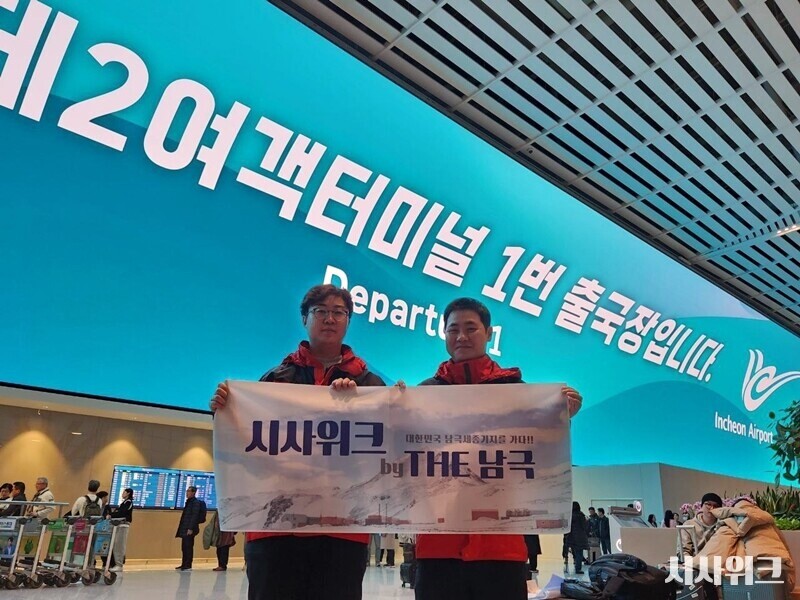 제2여객터미널 1번 출국장입니다.
Departure 1
Incheon Airport
시사위크
대한민국 남극세종기지를 가다!!
by THE 남극
시사위크